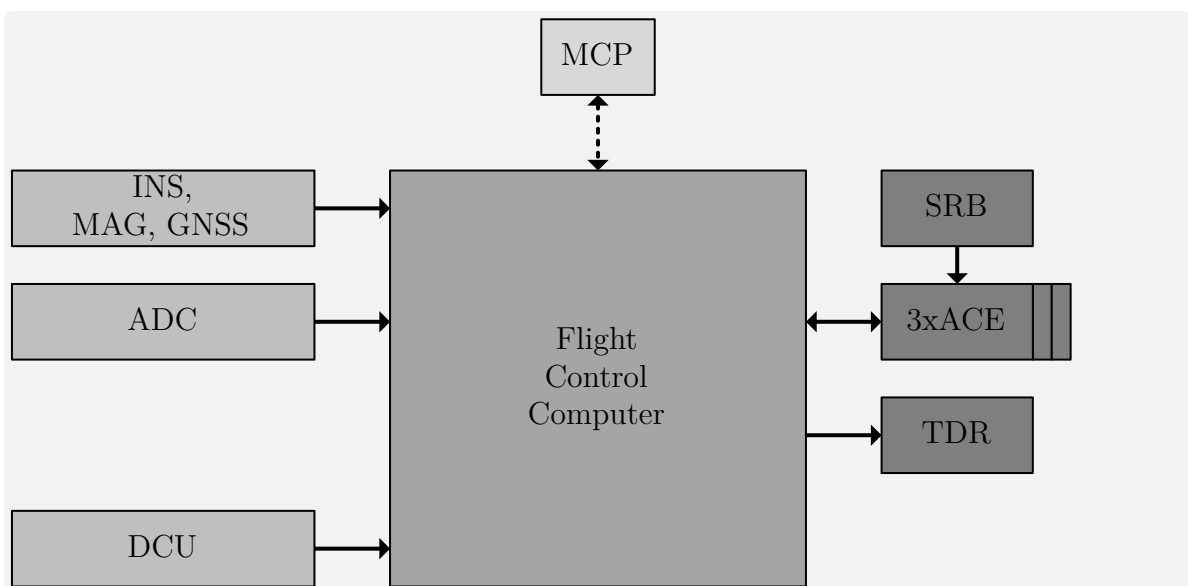 MCP
INS,
MAG, GNSS
SRB
ADC
3xACE
Flight
Control
Computer
TDR
DCU